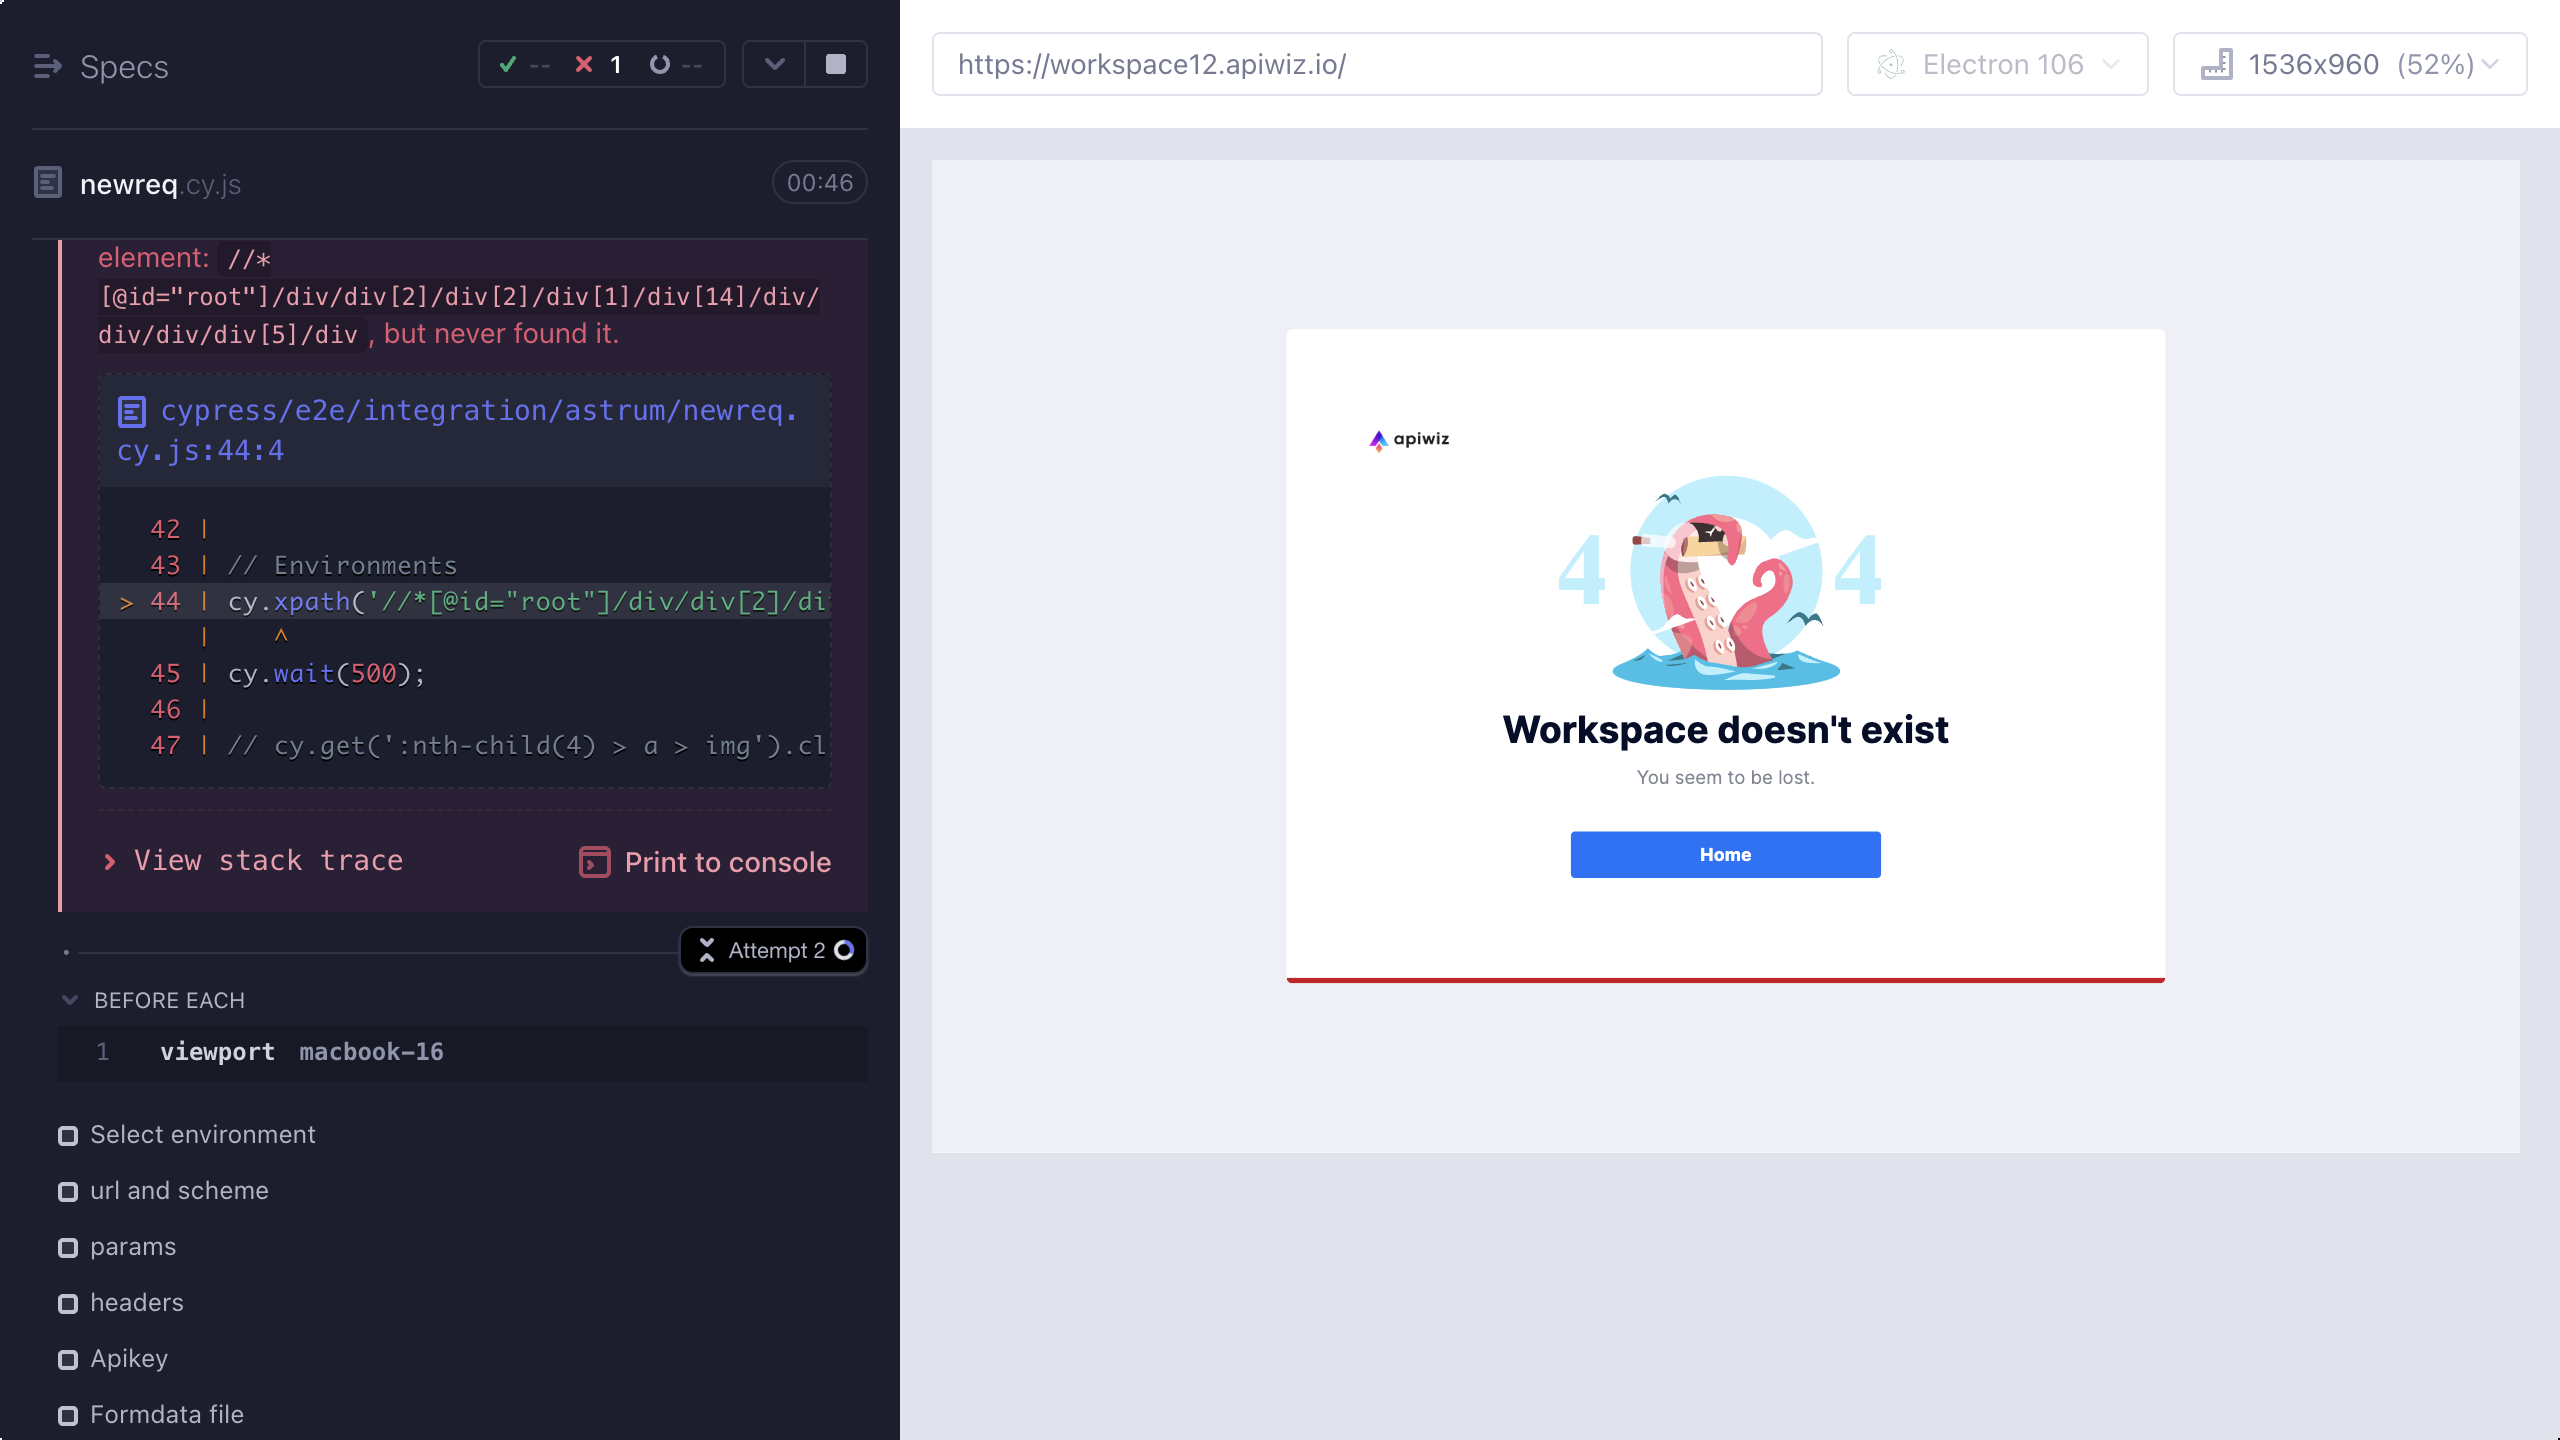 Specs
-- 1 --
newreq.cy.js
00:46
element: //*
[@id="root"]/div/div[2]/div[2]/div[1]/div[14]/div/
div/div/div[5]/div , but never found it.
cypress/e2e/integration/astrum/newreq.
cy.js:44:4
42 |
43 | // Environments
> 44 | cy.xpath('//*[@id="root"]/div/div[2]/di
| ^
45 | cy.wait(500);
46 |
47 | // cy.get(':nth-child(4) > a > img').cl
View stack trace
Print to console
Attempt 2
BEFORE EACH
1 viewport macbook-16
Select environment
url and scheme
params
headers
Apikey
Formdata file
https://workspace12.apiwiz.io/
Electron 106
1536x960 (52%)
apiwiz
4 4
Workspace doesn't exist
You seem to be lost.
Home